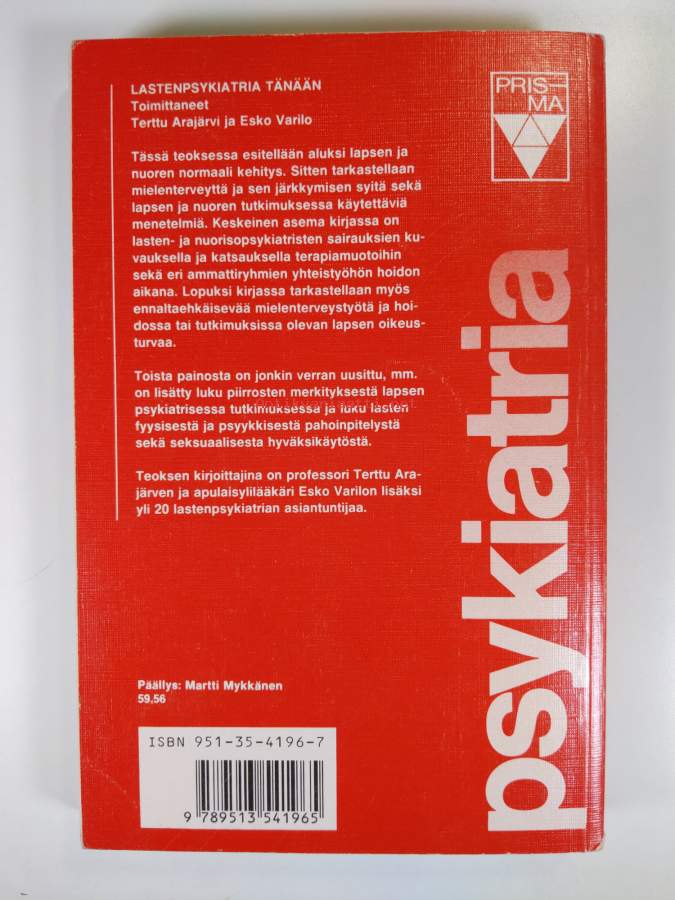 LASTENPSYKIATRIA TÄNÄÄN
Toimittaneet
Terttu Arajärvi ja Esko Varilo
Tässä teoksessa esitellään aluksi lapsen ja
nuoren normaali kehitys. Sitten tarkastellaan
mielenterveyttä ja sen järkkymisen syitä sekä
lapsen ja nuoren tutkimuksessa käytettäviä
menetelmiä. Keskeinen asema kirjassa on
lasten- ja nuorisopsykiatristen sairauksien ku-
vauksella ja katsauksella terapiamuotoihin
sekä eri ammattiryhmien yhteistyöhön hoidon
aikana. Lopuksi kirjassa tarkastellaan myös
ennaltaehkäisevää mielenterveystyötä ja hoi-
dossa tai tutkimuksissa olevan lapsen oikeus-
turvaa.
Toista painosta on jonkin verran uusittu, mm.
on lisätty luku piirrosten merkityksestä lapsen
psykiatrisessa tutkimuksessa ja luku lasten
fyysisestä ja psyykkisestä pahoinpitelystä
sekä seksuaalisesta hyväksikäytöstä.
Teoksen kirjoittajina on professori Terttu Ara-
järven ja apulaisylilääkäri Esko Varilon lisäksi
yli 20 lastenpsykiatrian asiantuntijaa.
Päällys: Martti Mykkänen
59,56
ISBN 951-35-4196-7
9 789513 541965
PRIS-
MA
psykiatria